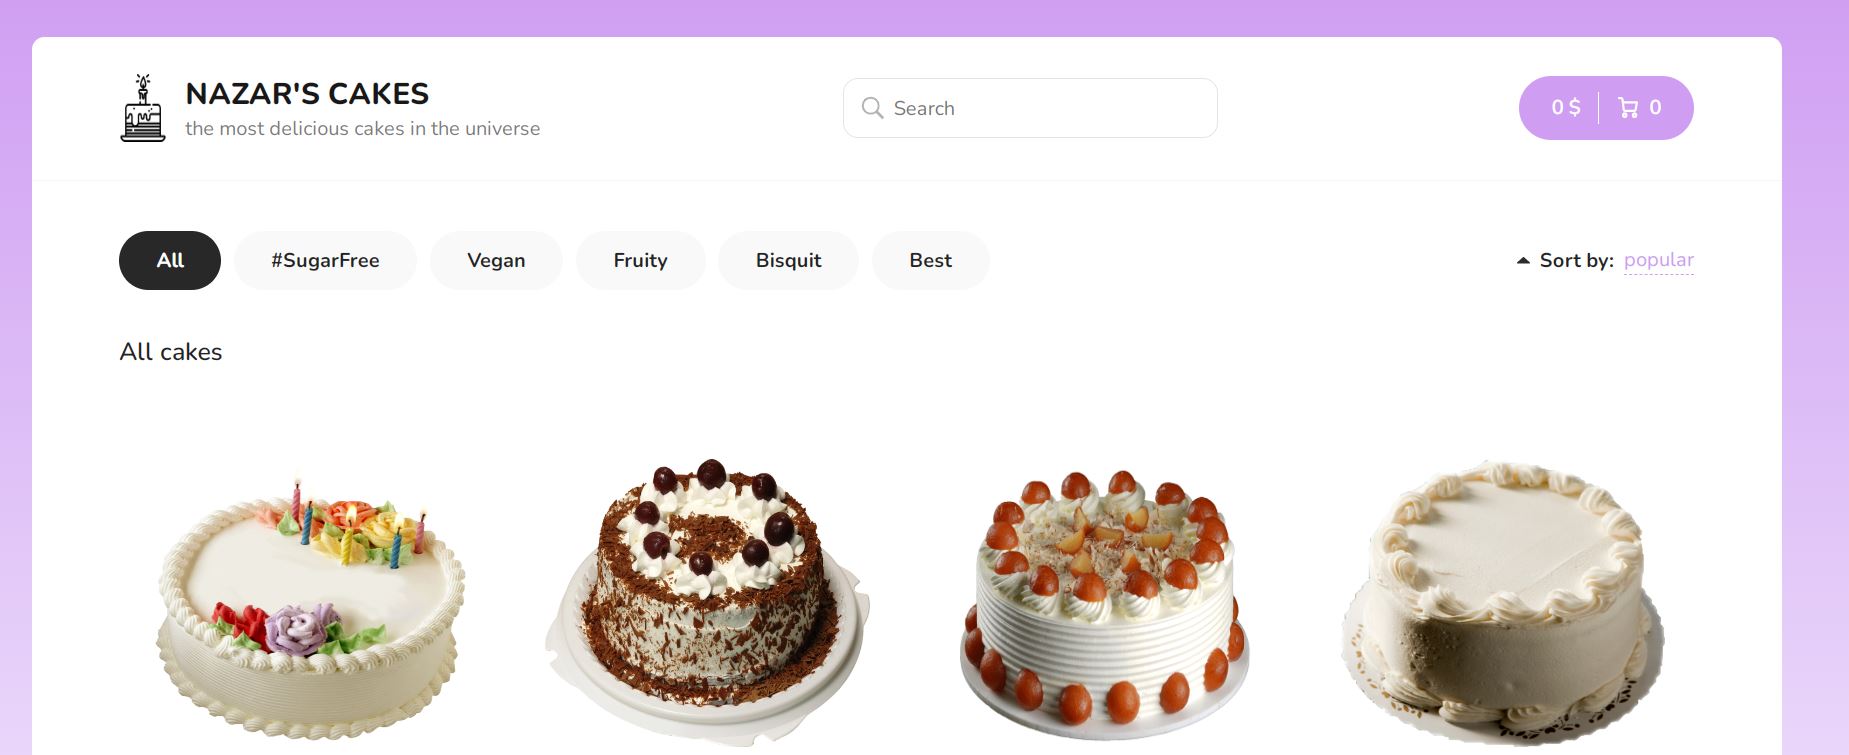 NAZAR'S CAKES
the most delicious cakes in the universe
Search
0 $ 0
All #SugarFree Vegan Fruity Bisquit Best
Sort by: popular
All cakes